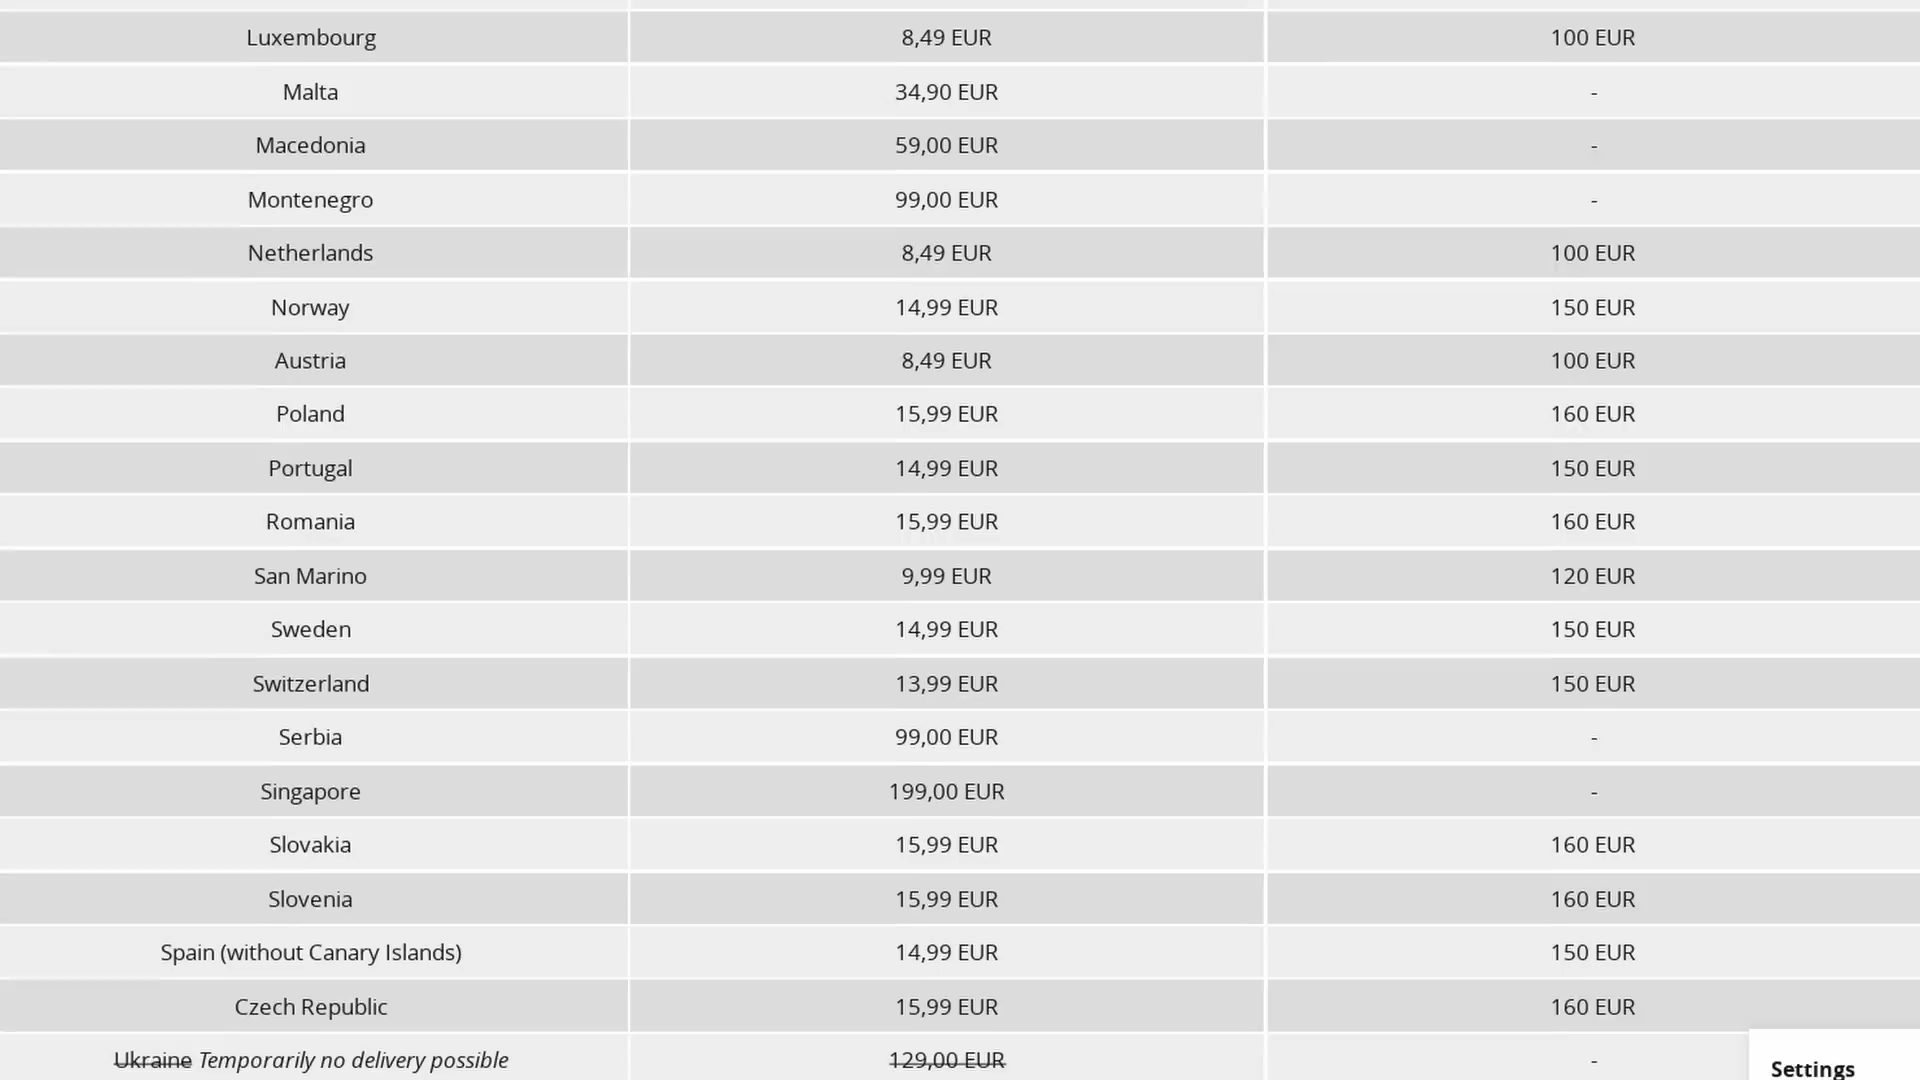 Luxembourg 8,49 EUR 100 EUR
Malta 34,90 EUR -
Macedonia 59,00 EUR -
Montenegro 99,00 EUR -
Netherlands 8,49 EUR 100 EUR
Norway 14,99 EUR 150 EUR
Austria 8,49 EUR 100 EUR
Poland 15,99 EUR 160 EUR
Portugal 14,99 EUR 150 EUR
Romania 15,99 EUR 160 EUR
San Marino 9,99 EUR 120 EUR
Sweden 14,99 EUR 150 EUR
Switzerland 13,99 EUR 150 EUR
Serbia 99,00 EUR -
Singapore 199,00 EUR -
Slovakia 15,99 EUR 160 EUR
Slovenia 15,99 EUR 160 EUR
Spain (without Canary Islands) 14,99 EUR 150 EUR
Czech Republic 15,99 EUR 160 EUR
Ukraine Temporarily no delivery possible 129,00 EUR -
Settings